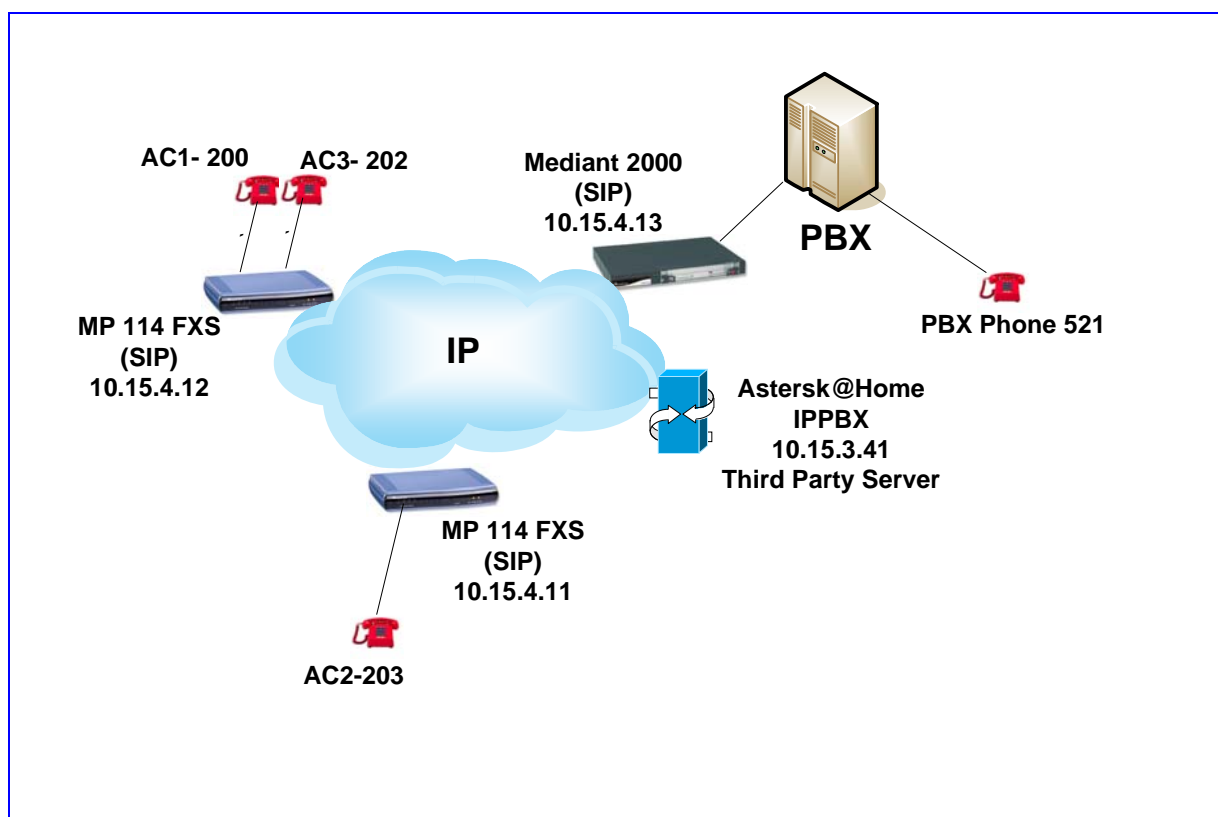 AC1- 200
AC3- 202
Mediant 2000
(SIP)
10.15.4.13
PBX
PBX Phone 521
MP 114 FXS
(SIP)
10.15.4.12
IP
Astersk@Home
IPPBX
10.15.3.41
Third Party Server
MP 114 FXS
(SIP)
10.15.4.11
AC2-203